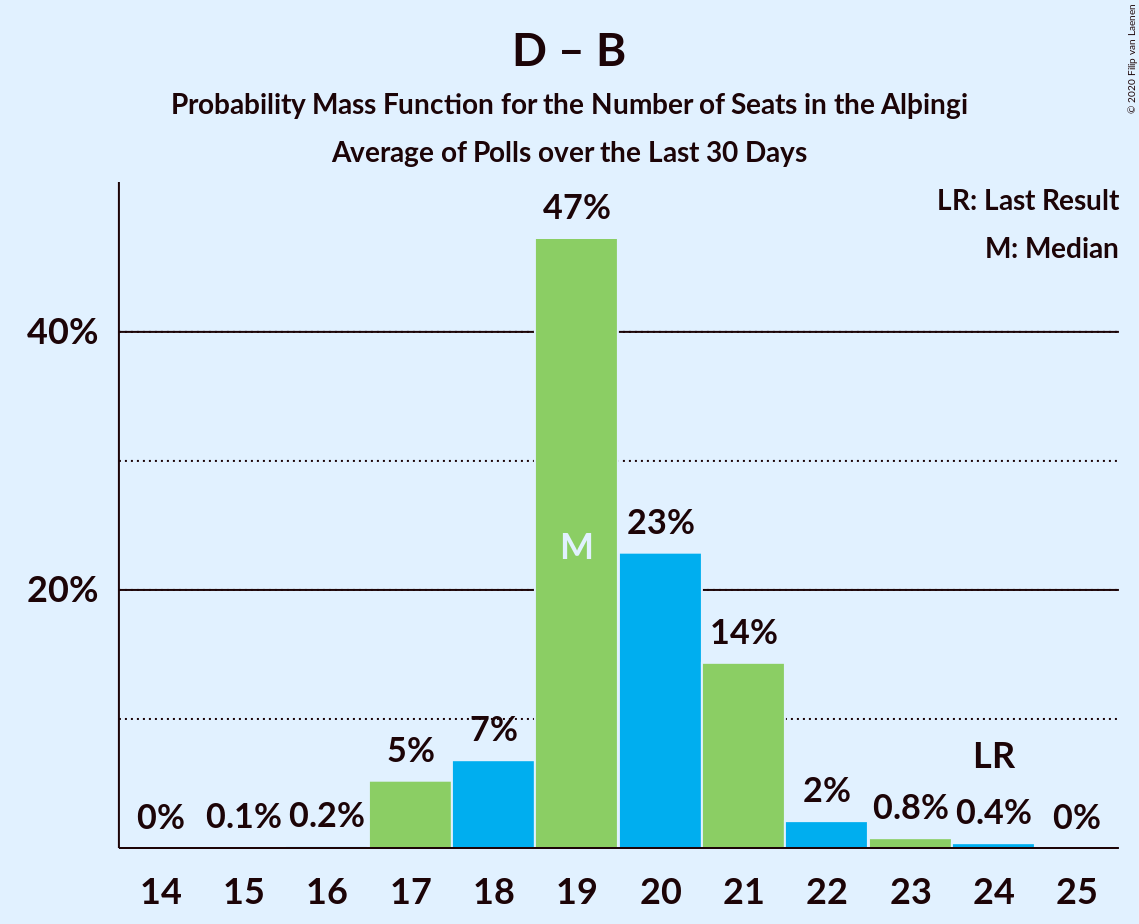 D – B
Probability Mass Function for the Number of Seats in the Alþingi
Average of Polls over the Last 30 Days
© 2020 Filip van Laenen
LR: Last Result
M: Median
47%
40%
23%
M
20%
14%
7%
5%
LR
2%
0% 0.1% 0.2% 0.8% 0.4% 0%
14 15 16 17 18 19 20 21 22 23 24 25